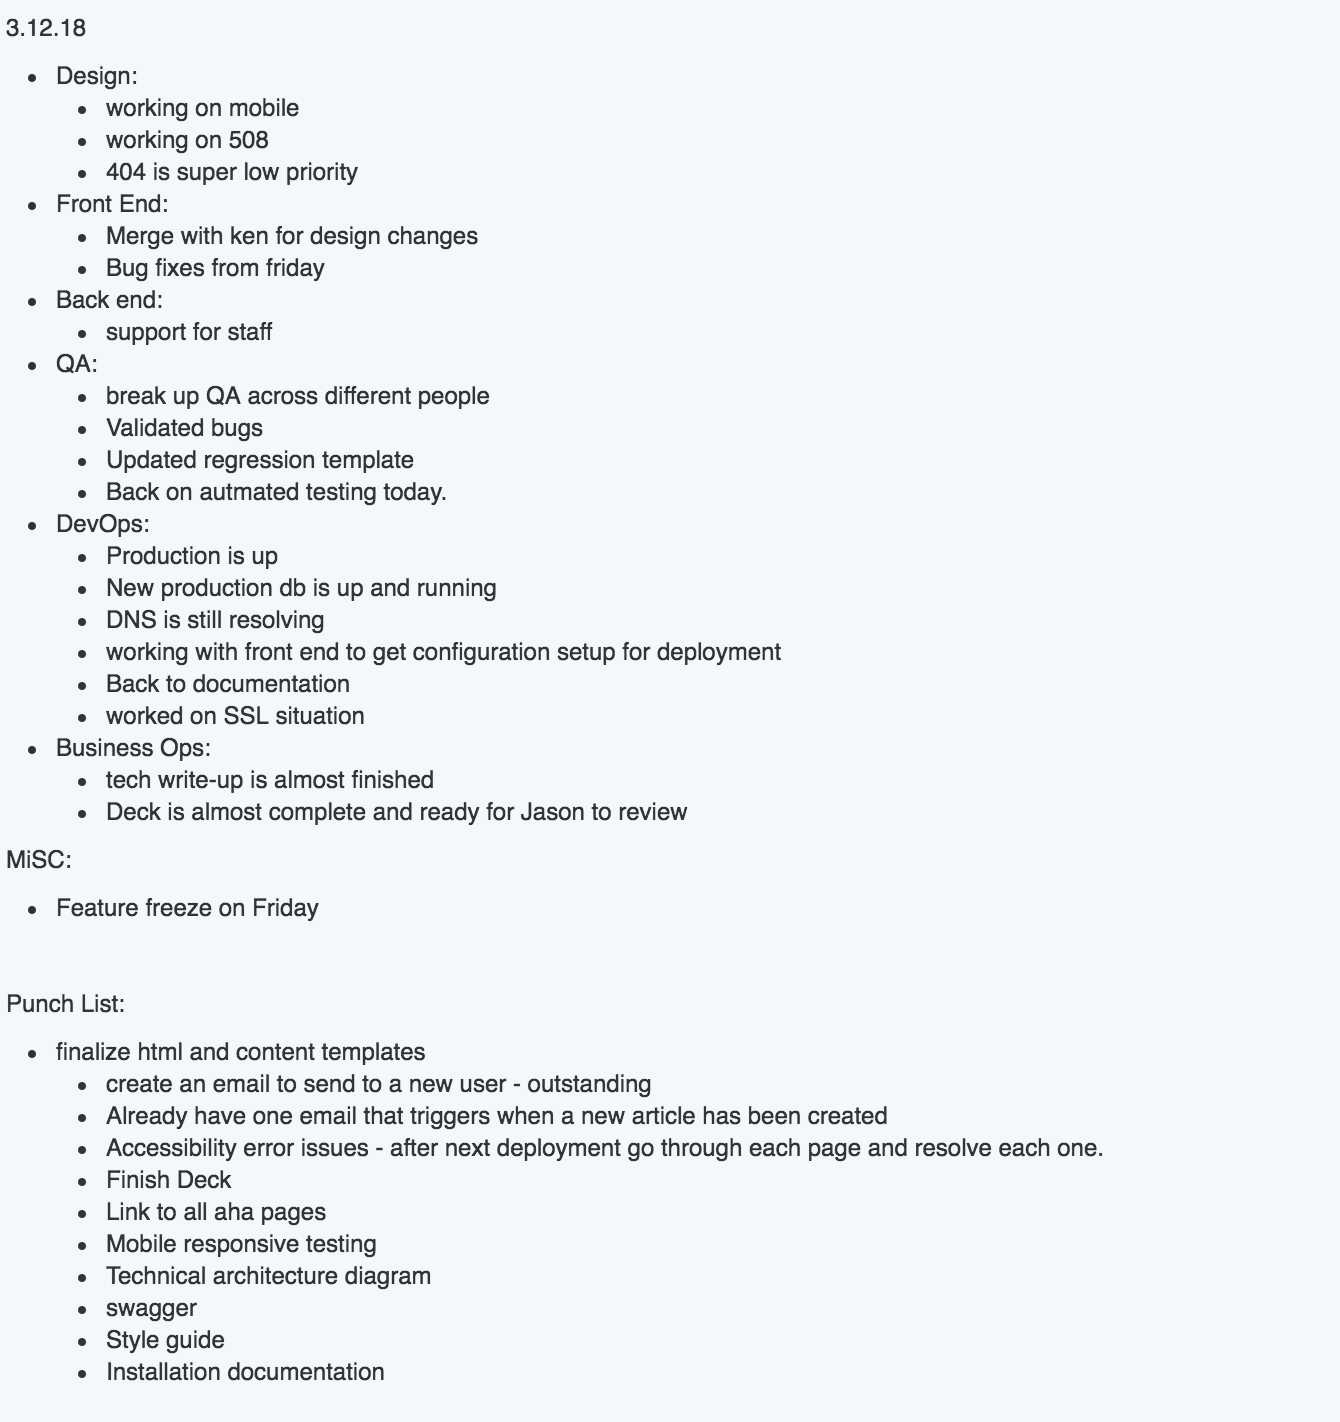 3.12.18
Design:
working on mobile
working on 508
404 is super low priority
Front End:
Merge with ken for design changes
Bug fixes from friday
Back end:
support for staff
QA:
break up QA across different people
Validated bugs
Updated regression template
Back on autmated testing today.
DevOps:
Production is up
New production db is up and running
DNS is still resolving
working with front end to get configuration setup for deployment
Back to documentation
worked on SSL situation
Business Ops:
tech write-up is almost finished
Deck is almost complete and ready for Jason to review
MiSC:
Feature freeze on Friday
Punch List:
finalize html and content templates
create an email to send to a new user - outstanding
Already have one email that triggers when a new article has been created
Accessibility error issues - after next deployment go through each page and resolve each one.
Finish Deck
Link to all aha pages
Mobile responsive testing
Technical architecture diagram
swagger
Style guide
Installation documentation